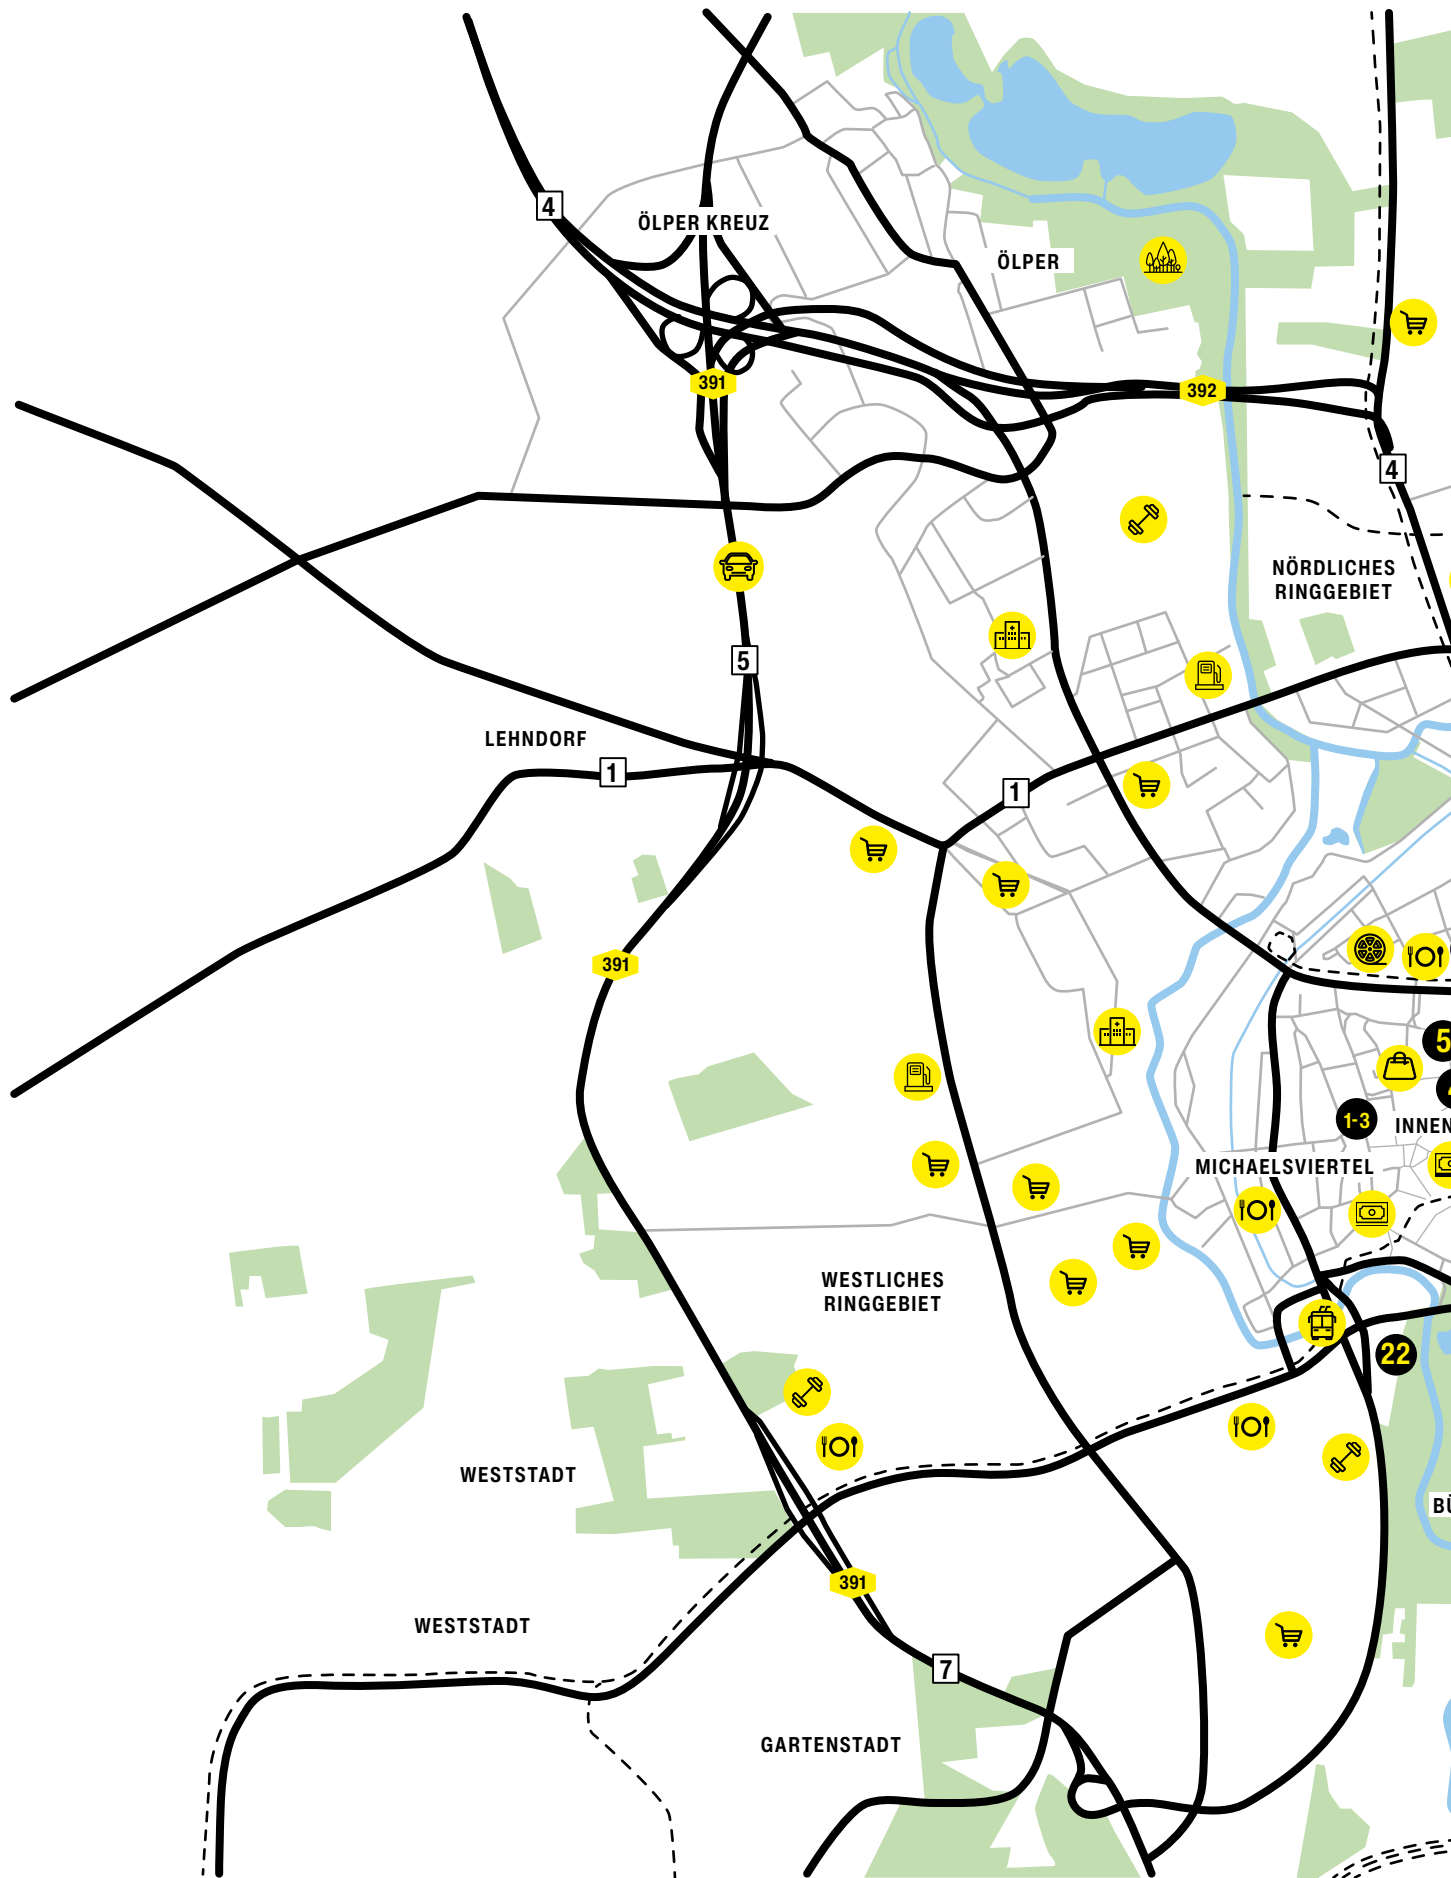 4
ÖLPER KREUZ
ÖLPER
391
392
4
NÖRDLICHES
RINGGEBIET
5
LEHNDORF
1
1
391
5
1-3
INNEN
MICHAELSVIERTEL
WESTLICHES
RINGGEBIET
22
WESTSTADT
BÜ
391
WESTSTADT
7
GARTENSTADT